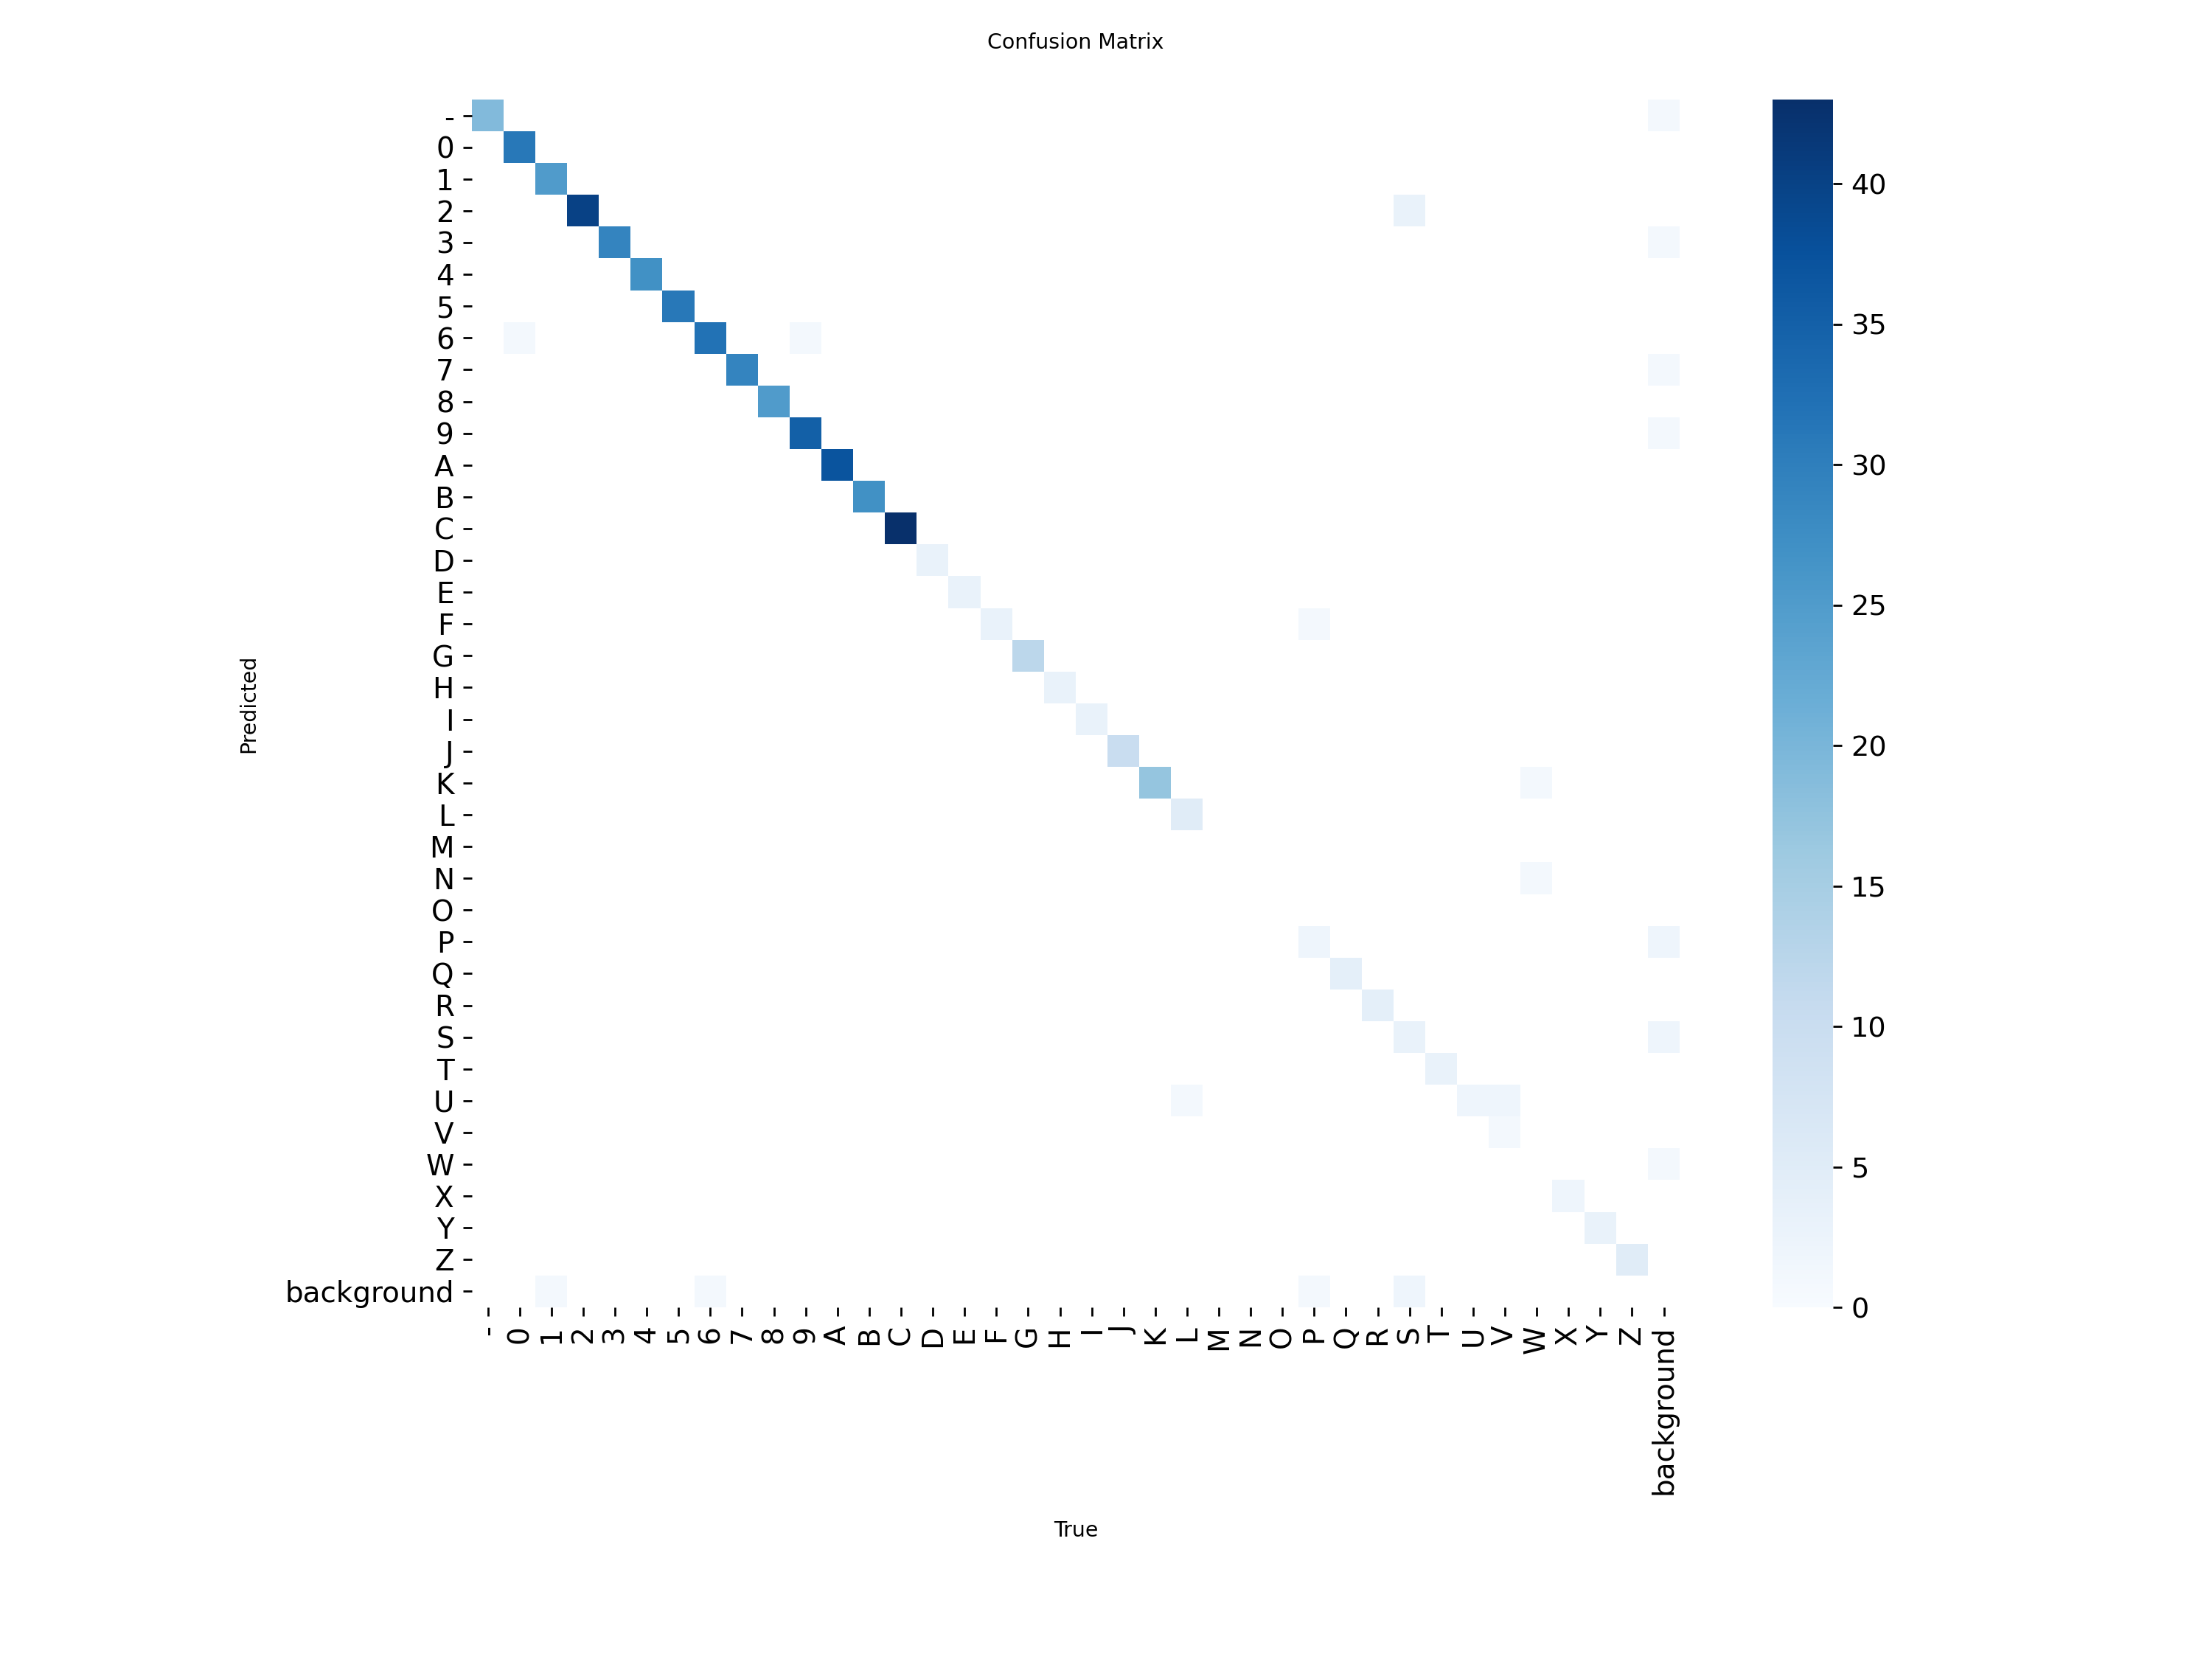 Confusion Matrix
-
0
1
2
3
4
5
6
7
8
9
A
B
C
D
E
F
G
H
I
J
K
L
M
N
O
P
Q
R
S
T
U
V
W
X
Y
Z
background
Predicted
- 0 1 2 3 4 5 6 7 8 9 A B C D E F G H I J K L M N O P Q R S T U V W X Y Z background
True
40
35
30
25
20
15
10
5
0